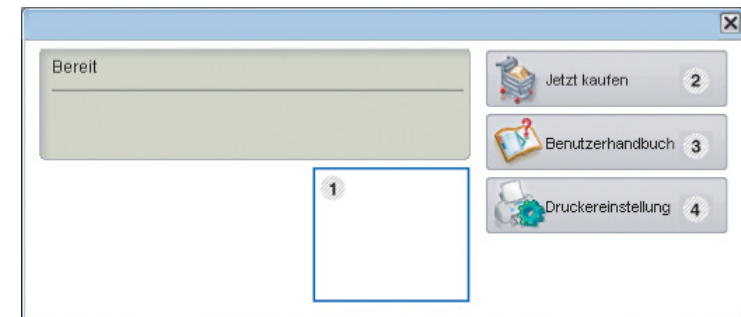 Bereit
Jetzt kaufen 2
Benutzerhandbuch 3
1
Druckereinstellung 4